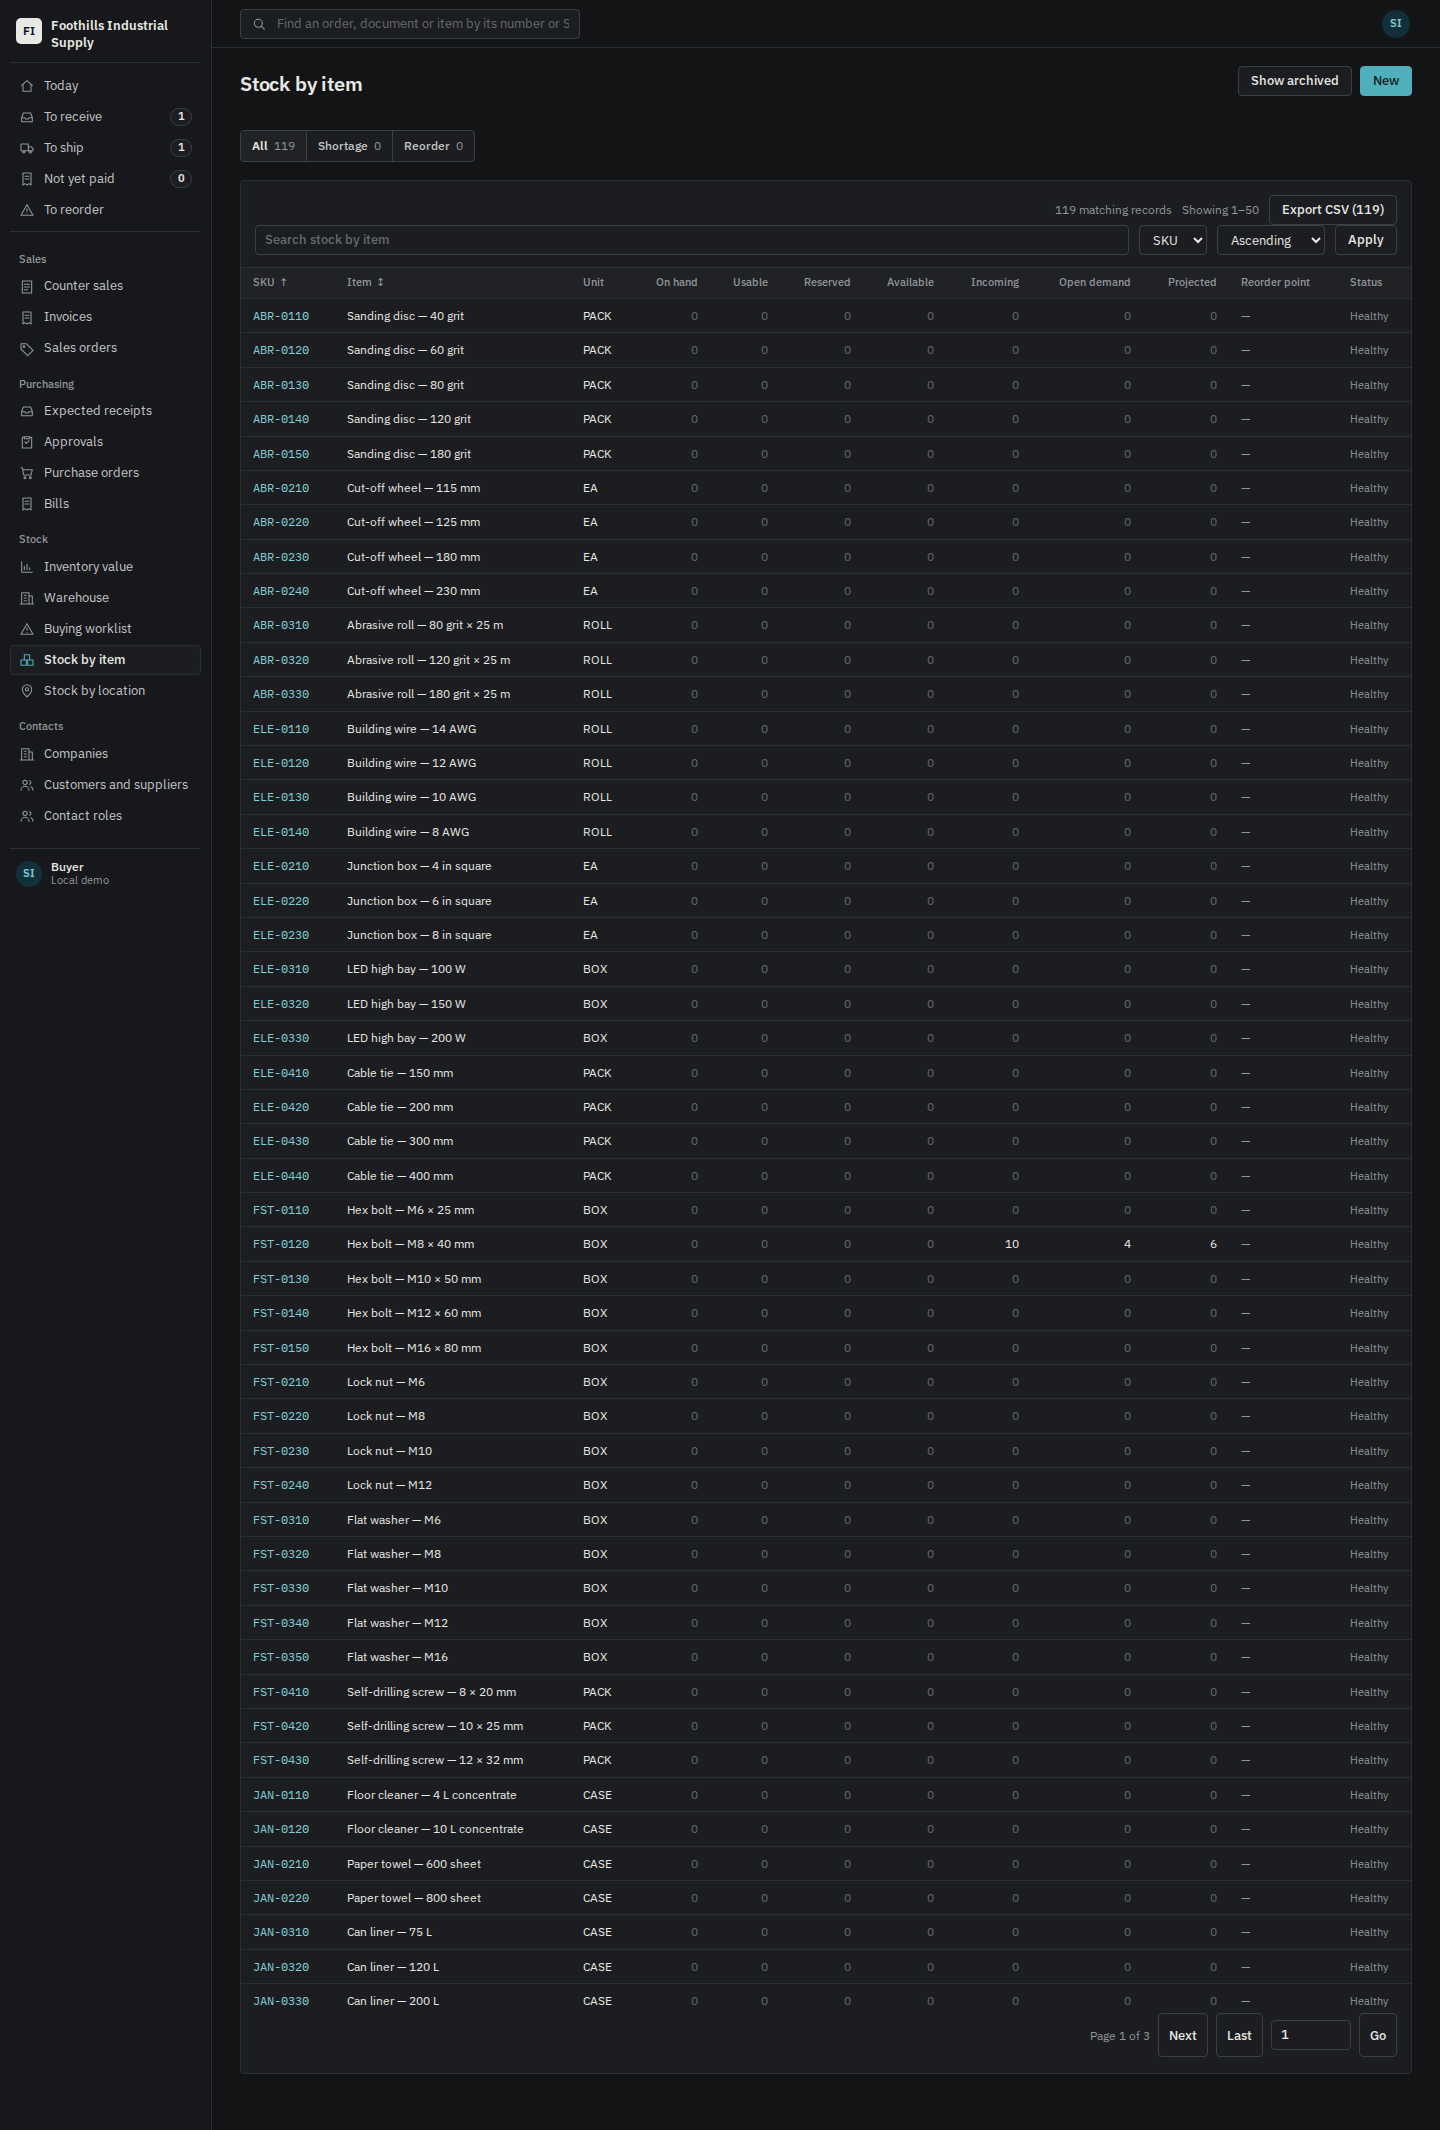 FI
Foothills Industrial
Supply
Find an order, document or item by its number or S
SI
Today
To receive 1
To ship 1
Not yet paid 0
To reorder
Sales
Counter sales
Invoices
Sales orders
Purchasing
Expected receipts
Approvals
Purchase orders
Bills
Stock
Inventory value
Warehouse
Buying worklist
Stock by item
Stock by location
Contacts
Companies
Customers and suppliers
Contact roles
SI
Buyer
Local demo
Stock by item
Show archived New
All 119 Shortage 0 Reorder 0
119 matching records Showing 1–50 Export CSV (119)
Search stock by item SKU Ascending Apply
SKU ↑ Item ↕ Unit On hand Usable Reserved Available Incoming Open demand Projected Reorder point Status
ABR-0110 Sanding disc — 40 grit PACK 0 0 0 0 0 0 0 — Healthy
ABR-0120 Sanding disc — 60 grit PACK 0 0 0 0 0 0 0 — Healthy
ABR-0130 Sanding disc — 80 grit PACK 0 0 0 0 0 0 0 — Healthy
ABR-0140 Sanding disc — 120 grit PACK 0 0 0 0 0 0 0 — Healthy
ABR-0150 Sanding disc — 180 grit PACK 0 0 0 0 0 0 0 — Healthy
ABR-0210 Cut-off wheel — 115 mm EA 0 0 0 0 0 0 0 — Healthy
ABR-0220 Cut-off wheel — 125 mm EA 0 0 0 0 0 0 0 — Healthy
ABR-0230 Cut-off wheel — 180 mm EA 0 0 0 0 0 0 0 — Healthy
ABR-0240 Cut-off wheel — 230 mm EA 0 0 0 0 0 0 0 — Healthy
ABR-0310 Abrasive roll — 80 grit × 25 m ROLL 0 0 0 0 0 0 0 — Healthy
ABR-0320 Abrasive roll — 120 grit × 25 m ROLL 0 0 0 0 0 0 0 — Healthy
ABR-0330 Abrasive roll — 180 grit × 25 m ROLL 0 0 0 0 0 0 0 — Healthy
ELE-0110 Building wire — 14 AWG ROLL 0 0 0 0 0 0 0 — Healthy
ELE-0120 Building wire — 12 AWG ROLL 0 0 0 0 0 0 0 — Healthy
ELE-0130 Building wire — 10 AWG ROLL 0 0 0 0 0 0 0 — Healthy
ELE-0140 Building wire — 8 AWG ROLL 0 0 0 0 0 0 0 — Healthy
ELE-0210 Junction box — 4 in square EA 0 0 0 0 0 0 0 — Healthy
ELE-0220 Junction box — 6 in square EA 0 0 0 0 0 0 0 — Healthy
ELE-0230 Junction box — 8 in square EA 0 0 0 0 0 0 0 — Healthy
ELE-0310 LED high bay — 100 W BOX 0 0 0 0 0 0 0 — Healthy
ELE-0320 LED high bay — 150 W BOX 0 0 0 0 0 0 0 — Healthy
ELE-0330 LED high bay — 200 W BOX 0 0 0 0 0 0 0 — Healthy
ELE-0410 Cable tie — 150 mm PACK 0 0 0 0 0 0 0 — Healthy
ELE-0420 Cable tie — 200 mm PACK 0 0 0 0 0 0 0 — Healthy
ELE-0430 Cable tie — 300 mm PACK 0 0 0 0 0 0 0 — Healthy
ELE-0440 Cable tie — 400 mm PACK 0 0 0 0 0 0 0 — Healthy
FST-0110 Hex bolt — M6 × 25 mm BOX 0 0 0 0 0 0 0 — Healthy
FST-0120 Hex bolt — M8 × 40 mm BOX 0 0 0 0 10 4 6 — Healthy
FST-0130 Hex bolt — M10 × 50 mm BOX 0 0 0 0 0 0 0 — Healthy
FST-0140 Hex bolt — M12 × 60 mm BOX 0 0 0 0 0 0 0 — Healthy
FST-0150 Hex bolt — M16 × 80 mm BOX 0 0 0 0 0 0 0 — Healthy
FST-0210 Lock nut — M6 BOX 0 0 0 0 0 0 0 — Healthy
FST-0220 Lock nut — M8 BOX 0 0 0 0 0 0 0 — Healthy
FST-0230 Lock nut — M10 BOX 0 0 0 0 0 0 0 — Healthy
FST-0240 Lock nut — M12 BOX 0 0 0 0 0 0 0 — Healthy
FST-0310 Flat washer — M6 BOX 0 0 0 0 0 0 0 — Healthy
FST-0320 Flat washer — M8 BOX 0 0 0 0 0 0 0 — Healthy
FST-0330 Flat washer — M10 BOX 0 0 0 0 0 0 0 — Healthy
FST-0340 Flat washer — M12 BOX 0 0 0 0 0 0 0 — Healthy
FST-0350 Flat washer — M16 BOX 0 0 0 0 0 0 0 — Healthy
FST-0410 Self-drilling screw — 8 × 20 mm PACK 0 0 0 0 0 0 0 — Healthy
FST-0420 Self-drilling screw — 10 × 25 mm PACK 0 0 0 0 0 0 0 — Healthy
FST-0430 Self-drilling screw — 12 × 32 mm PACK 0 0 0 0 0 0 0 — Healthy
JAN-0110 Floor cleaner — 4 L concentrate CASE 0 0 0 0 0 0 0 — Healthy
JAN-0120 Floor cleaner — 10 L concentrate CASE 0 0 0 0 0 0 0 — Healthy
JAN-0210 Paper towel — 600 sheet CASE 0 0 0 0 0 0 0 — Healthy
JAN-0220 Paper towel — 800 sheet CASE 0 0 0 0 0 0 0 — Healthy
JAN-0310 Can liner — 75 L CASE 0 0 0 0 0 0 0 — Healthy
JAN-0320 Can liner — 120 L CASE 0 0 0 0 0 0 0 — Healthy
JAN-0330 Can liner — 200 L CASE 0 0 0 0 0 0 0 — Healthy
Page 1 of 3 Next Last 1 Go